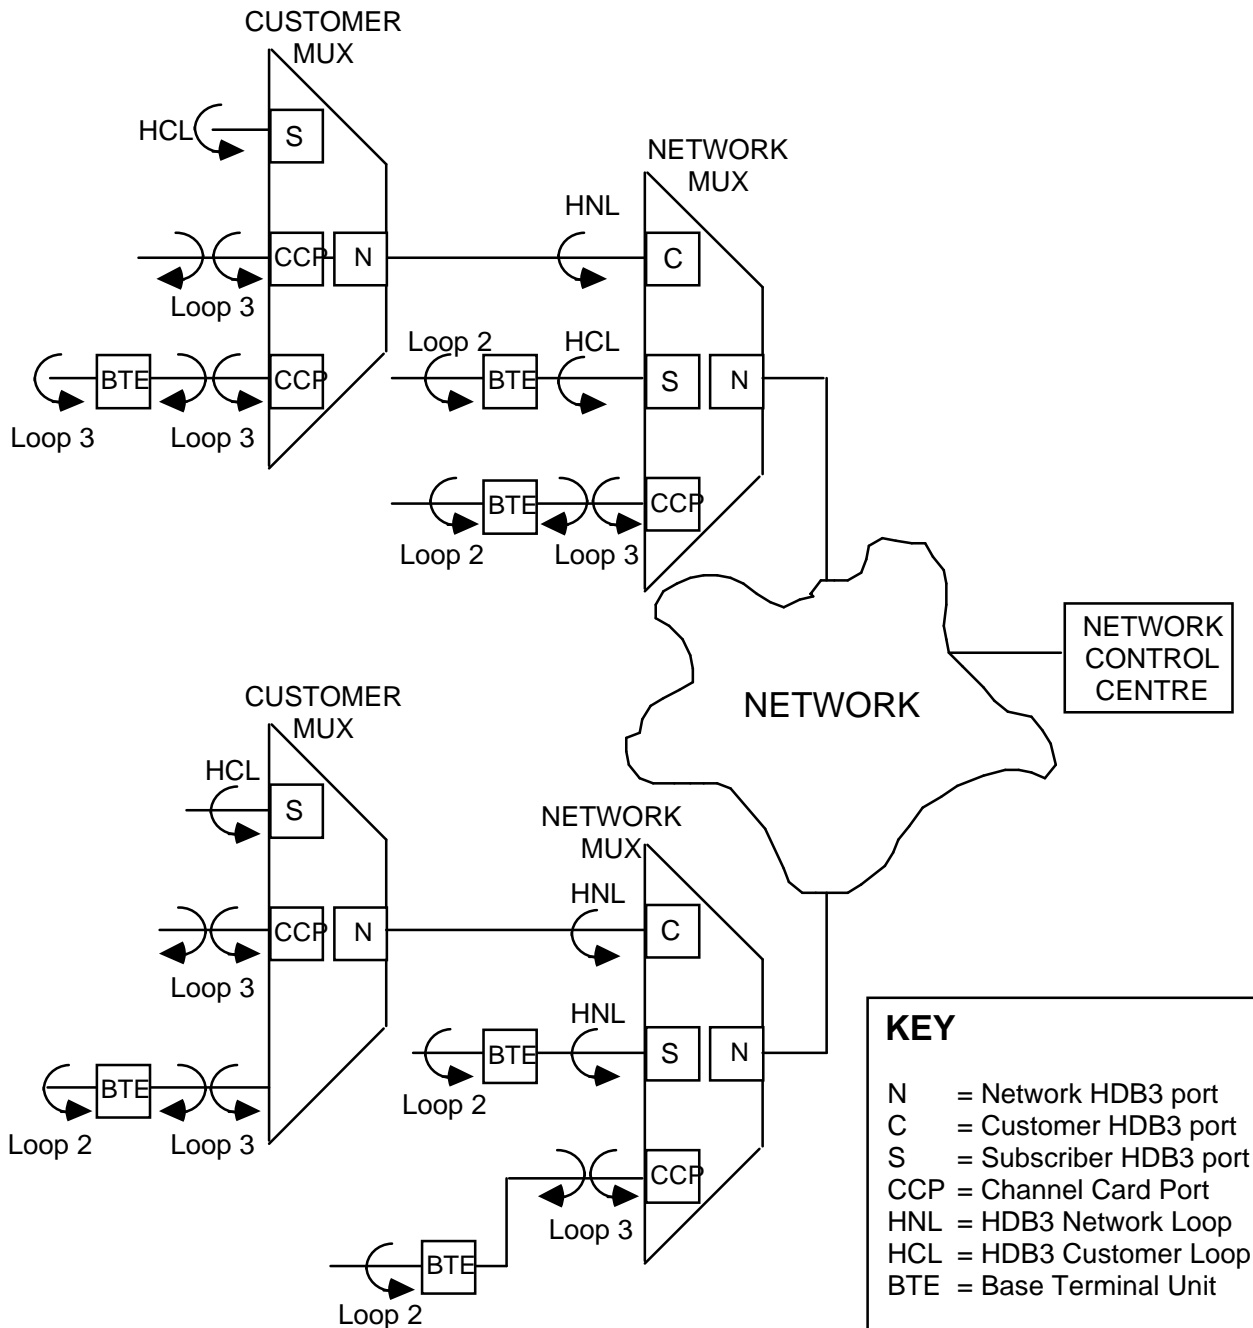 CUSTOMER
MUX
HCL
S
NETWORK
MUX
HNL
CCP
N
C
Loop 3
Loop 2
HCL
BTE
CCP
BTE
S
N
Loop 3
Loop 3
BTE
CCP
Loop 2
Loop 3
NETWORK
CONTROL
CENTRE
NETWORK
CUSTOMER
MUX
HCL
S
NETWORK
MUX
HNL
CCP
N
C
Loop 3
HNL
BTE
S
N
BTE
Loop 2
Loop 2
Loop 3
CCP
Loop 3
BTE
Loop 2
KEY
N = Network HDB3 port
C = Customer HDB3 port
S = Subscriber HDB3 port
CCP = Channel Card Port
HNL = HDB3 Network Loop
HCL = HDB3 Customer Loop
BTE = Base Terminal Unit